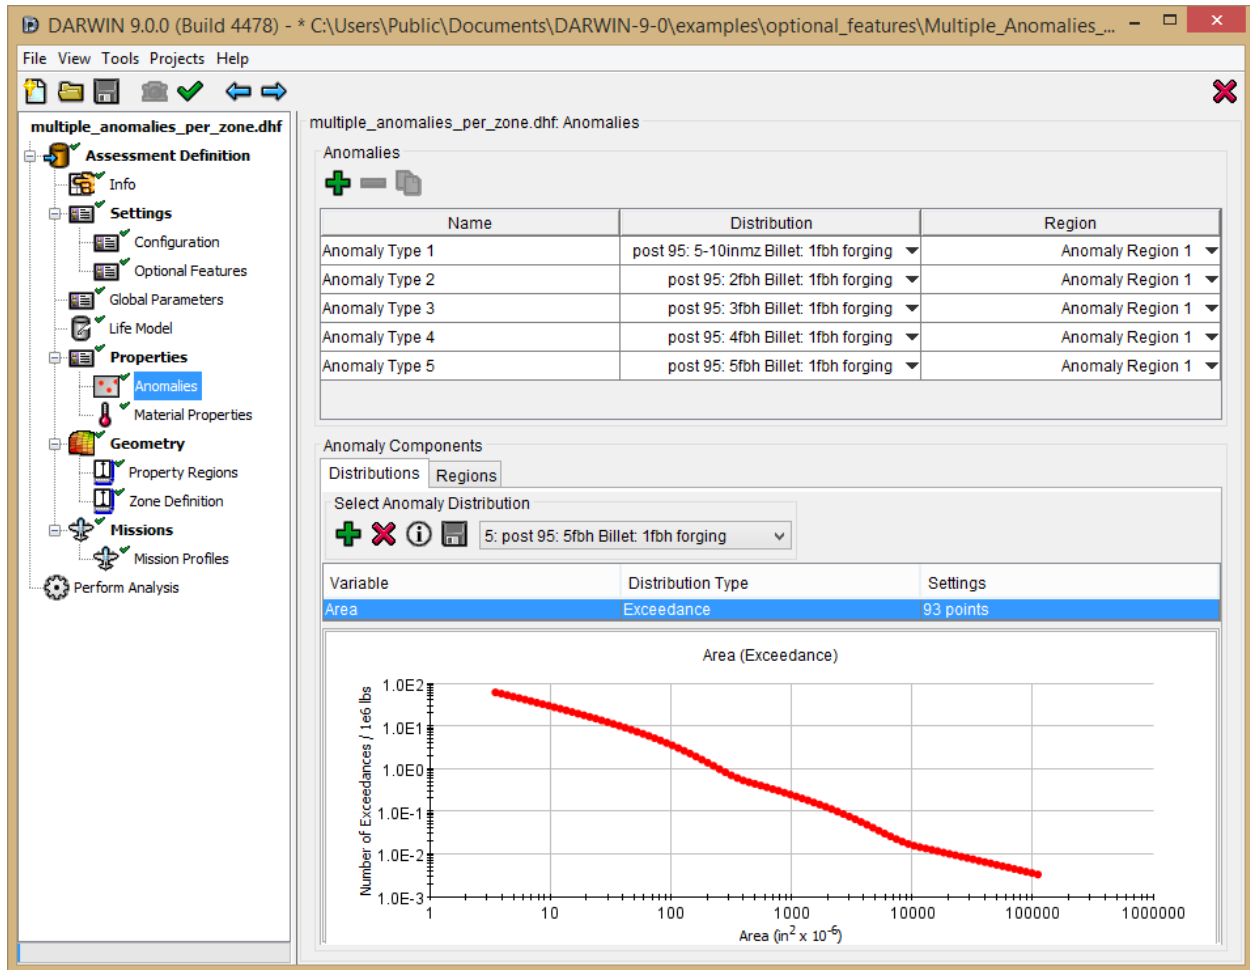 DARWIN 9.0.0 (Build 4478) - * C:\Users\Public\Documents\DARWIN-9-0\examples\optional_features\Multiple_Anomalies_...
File View Tools Projects Help
multiple_anomalies_per_zone.dhf
Assessment Definition
Info
Settings
Configuration
Optional Features
Global Parameters
Life Model
Properties
Anomalies
Material Properties
Geometry
Property Regions
Zone Definition
Missions
Mission Profiles
Perform Analysis
multiple_anomalies_per_zone.dhf: Anomalies
Anomalies
Name Distribution Region
Anomaly Type 1 post 95: 5-10inmz Billet: 1fbh forging Anomaly Region 1
Anomaly Type 2 post 95: 2fbh Billet: 1fbh forging Anomaly Region 1
Anomaly Type 3 post 95: 3fbh Billet: 1fbh forging Anomaly Region 1
Anomaly Type 4 post 95: 4fbh Billet: 1fbh forging Anomaly Region 1
Anomaly Type 5 post 95: 5fbh Billet: 1fbh forging Anomaly Region 1
Anomaly Components
Distributions Regions
Select Anomaly Distribution
5: post 95: 5fbh Billet: 1fbh forging
Variable Distribution Type Settings
Area Exceedance 93 points
Area (Exceedance)
Number of Exceedances / 1e6 lbs
1.0E2
1.0E1
1.0E0
1.0E-1
1.0E-2
1.0E-3
1 10 100 1000 10000 100000 1000000
Area (in² x 10⁻⁶)